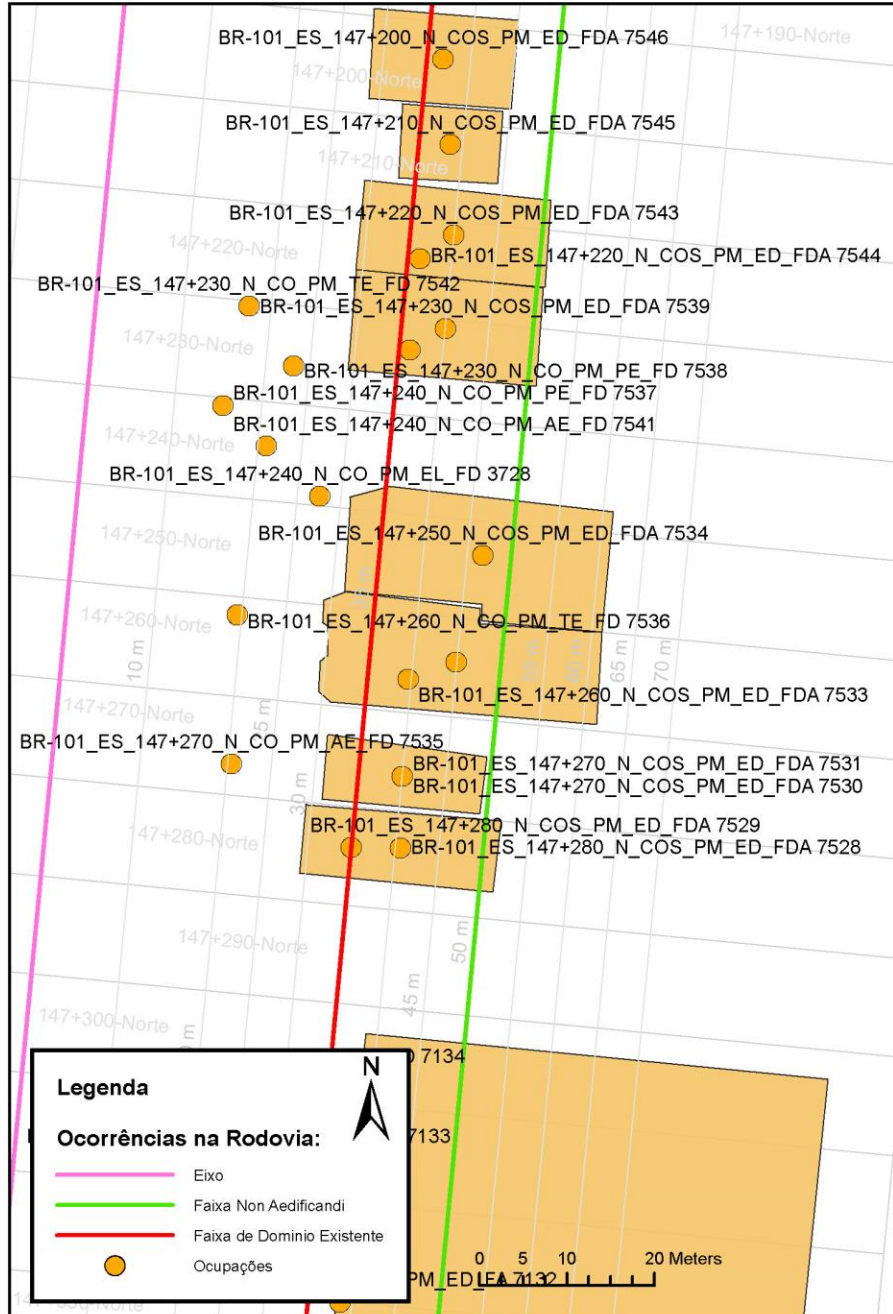 147+190-Norte
BR-101_ES_147+200_N_COS_PM_ED_FDA 7546
147+200-Norte
BR-101_ES_147+210_N_COS_PM_ED_FDA 7545
147+210-Norte
BR-101_ES_147+220_N_COS_PM_ED_FDA 7543
147+220-Norte
BR-101_ES_147+220_N_COS_PM_ED_FDA 7544
BR-101_ES_147+230_N_CO_PM_TE_FD 7542
BR-101_ES_147+230_N_COS_PM_ED_FDA 7539
147+230-Norte
BR-101_ES_147+230_N_CO_PM_PE_FD 7538
BR-101_ES_147+240_N_CO_PM_PE_FD 7537
BR-101_ES_147+240_N_CO_PM_AE_FD 7541
147+240-Norte
BR-101_ES_147+240_N_CO_PM_EL_FD 3728
147+250-Norte
BR-101_ES_147+250_N_COS_PM_ED_FDA 7534
147+260-Norte
BR-101_ES_147+260_N_CO_PM_TE_FD 7536
10 m
65 m
70 m
BR-101_ES_147+260_N_COS_PM_ED_FDA 7533
147+270-Norte
BR-101_ES_147+270_N_CO_PM_AE_FD 7535
BR-101_ES_147+270_N_COS_PM_ED_FDA 7531
BR-101_ES_147+270_N_COS_PM_ED_FDA 7530
30 m
147+280-Norte
BR-101_ES_147+280_N_COS_PM_ED_FDA 7529
BR-101_ES_147+280_N_COS_PM_ED_FDA 7528
147+290-Norte
50 m
45 m
147+300-Norte
7134
7133
PM_ED_FA 7132
Legenda
N
Ocorrências na Rodovia:
Eixo
Faixa Non Aedificandi
Faixa de Dominio Existente
Ocupações
0 5 10 20 Meters